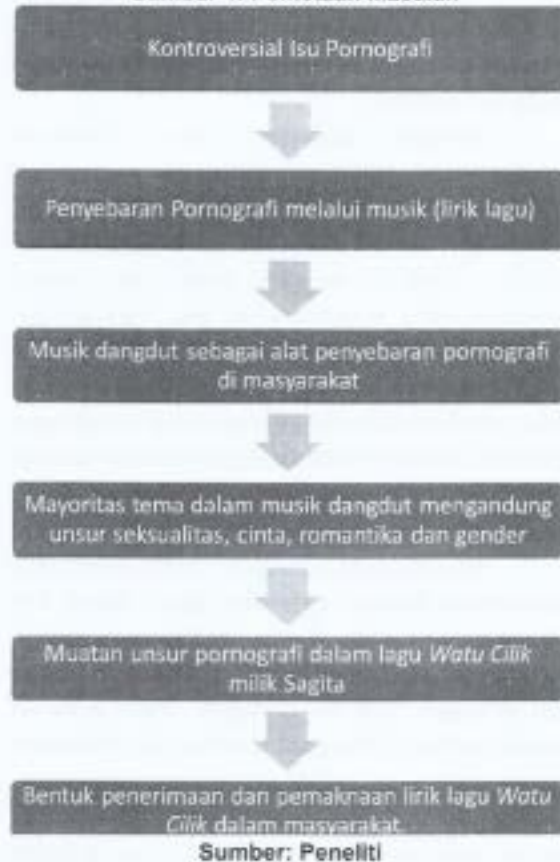 Kontroversial Isu Pornografi
Penyebaran Pornografi melalui musik (lirik lagu)
Musik dangdut sebagai alat penyebaran pornografi
di masyarakat
Mayoritas tema dalam musik dangdut mengandung
unsur seksualitas, cinta, romantika dan gender
Muatan unsur pornografi dalam lagu Watu Cilik
milik Sagita
Bentuk penerimaan dan pemaknaan lirik lagu Watu
Cilik dalam masyarakat.
Sumber: Peneliti